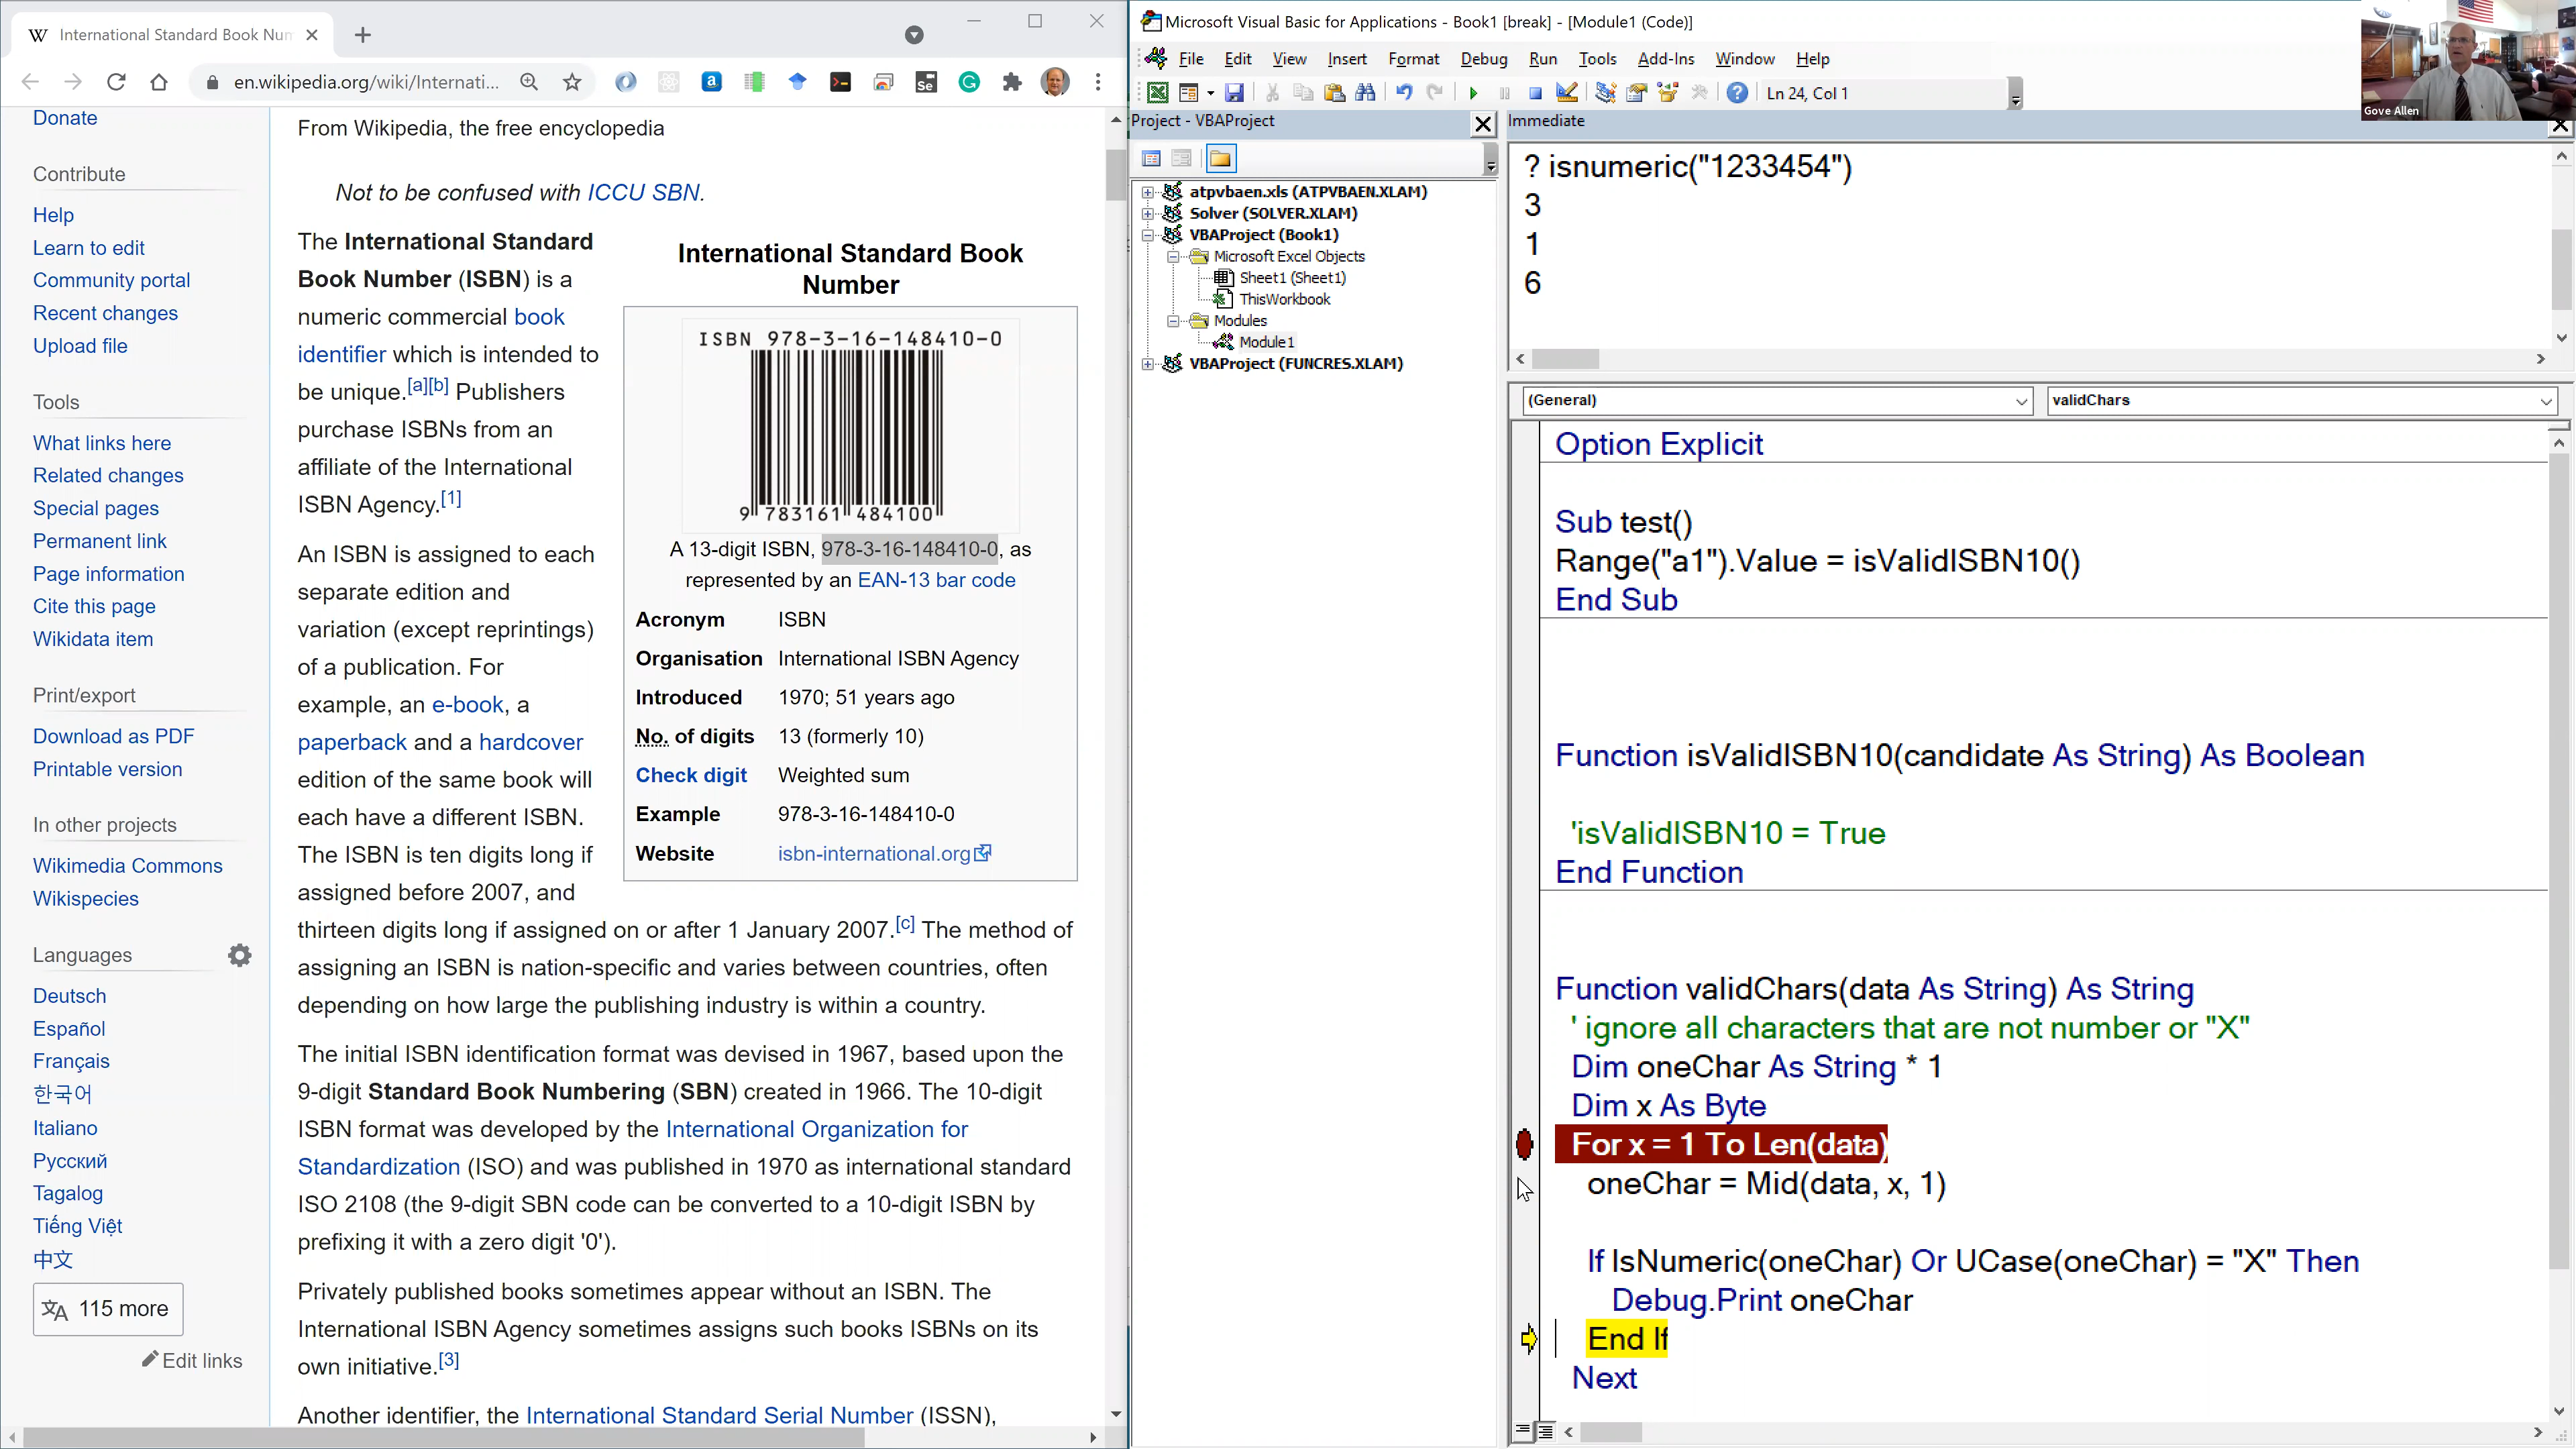 International Standard Book Num
en.wikipedia.org/wiki/Internati...
Donate
Contribute
Help
Learn to edit
Community portal
Recent changes
Upload file
Tools
What links here
Related changes
Special pages
Permanent link
Page information
Cite this page
Wikidata item
Print/export
Download as PDF
Printable version
In other projects
Wikimedia Commons
Wikispecies
Languages
Deutsch
Español
Français
한국어
Italiano
Русский
Tagalog
Tiếng Việt
中文
115 more
Edit links
From Wikipedia, the free encyclopedia
Not to be confused with ICCU SBN.
The International Standard
Book Number (ISBN) is a
numeric commercial book
identifier which is intended to
be unique.[a][b] Publishers
purchase ISBNs from an
affiliate of the International
ISBN Agency.[1]
An ISBN is assigned to each
separate edition and
variation (except reprintings)
of a publication. For
example, an e-book, a
paperback and a hardcover
edition of the same book will
each have a different ISBN.
The ISBN is ten digits long if
assigned before 2007, and
thirteen digits long if assigned on or after 1 January 2007.[c] The method of
assigning an ISBN is nation-specific and varies between countries, often
depending on how large the publishing industry is within a country.
The initial ISBN identification format was devised in 1967, based upon the
9-digit Standard Book Numbering (SBN) created in 1966. The 10-digit
ISBN format was developed by the International Organization for
Standardization (ISO) and was published in 1970 as international standard
ISO 2108 (the 9-digit SBN code can be converted to a 10-digit ISBN by
prefixing it with a zero digit '0').
Privately published books sometimes appear without an ISBN. The
International ISBN Agency sometimes assigns such books ISBNs on its
own initiative.[3]
Another identifier, the International Standard Serial Number (ISSN),
International Standard Book
Number
ISBN 978-3-16-148410-0
9 783161 484100
A 13-digit ISBN, 978-3-16-148410-0, as
represented by an EAN-13 bar code
Acronym ISBN
Organisation International ISBN Agency
Introduced 1970; 51 years ago
No. of digits 13 (formerly 10)
Check digit Weighted sum
Example 978-3-16-148410-0
Website isbn-international.org
Microsoft Visual Basic for Applications - Book1 [break] - [Module1 (Code)]
File Edit View Insert Format Debug Run Tools Add-Ins Window Help
Ln 24, Col 1
Gove Allen
Project - VBAProject
atpvbaen.xls (ATPVBAEN.XLAM)
Solver (SOLVER.XLAM)
VBAProject (Book1)
Microsoft Excel Objects
Sheet1 (Sheet1)
ThisWorkbook
Modules
Module1
VBAProject (FUNCRES.XLAM)
Immediate
? isnumeric("1233454")
3
1
6
(General) validChars
Option Explicit
Sub test()
Range("a1").Value = isValidISBN10()
End Sub
Function isValidISBN10(candidate As String) As Boolean
'isValidISBN10 = True
End Function
Function validChars(data As String) As String
' ignore all characters that are not number or "X"
Dim oneChar As String * 1
Dim x As Byte
For x = 1 To Len(data)
oneChar = Mid(data, x, 1)
If IsNumeric(oneChar) Or UCase(oneChar) = "X" Then
Debug.Print oneChar
End If
Next